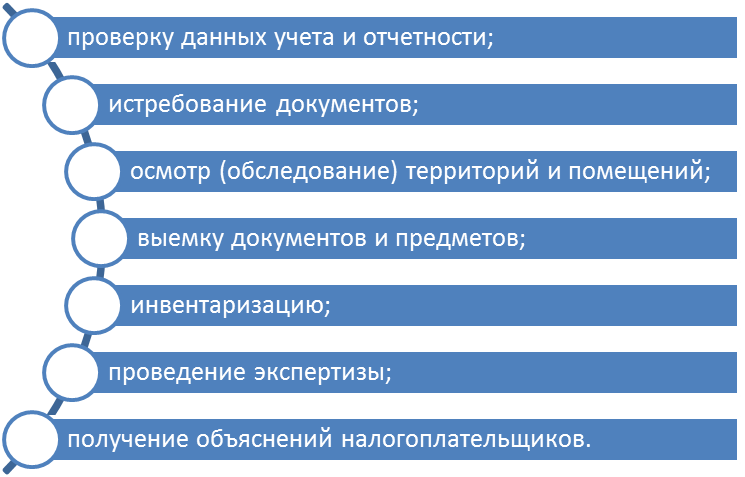 проверку данных учета и отчетности;
истребование документов;
осмотр (обследование) территорий и помещений;
выемку документов и предметов;
инвентаризацию;
проведение экспертизы;
получение объяснений налогоплательщиков.